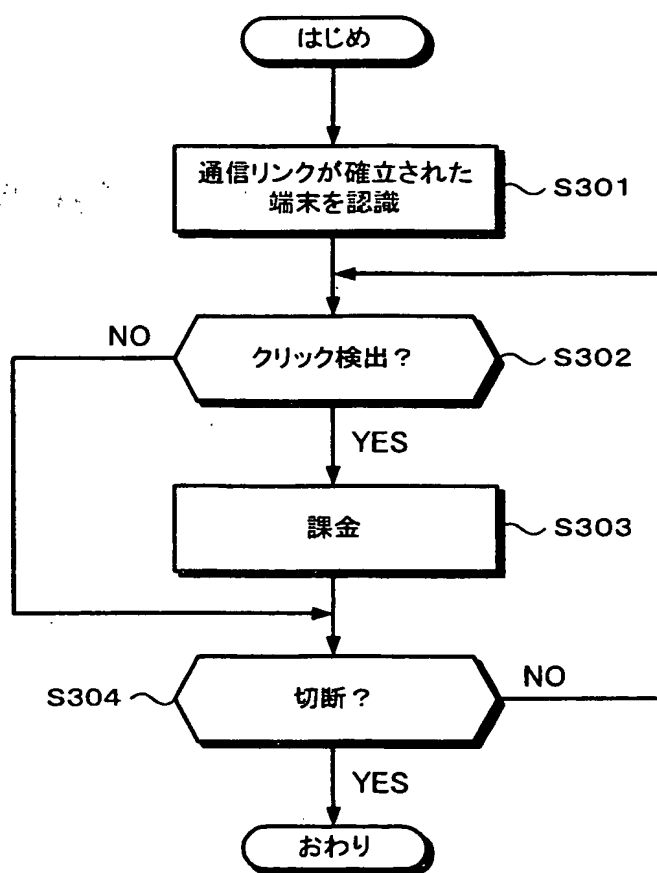 はじめ
通信リンクが確立された
端末を認識
S301
NO
クリック検出？
S302
YES
課金
S303
S304
切断？
NO
YES
おわり